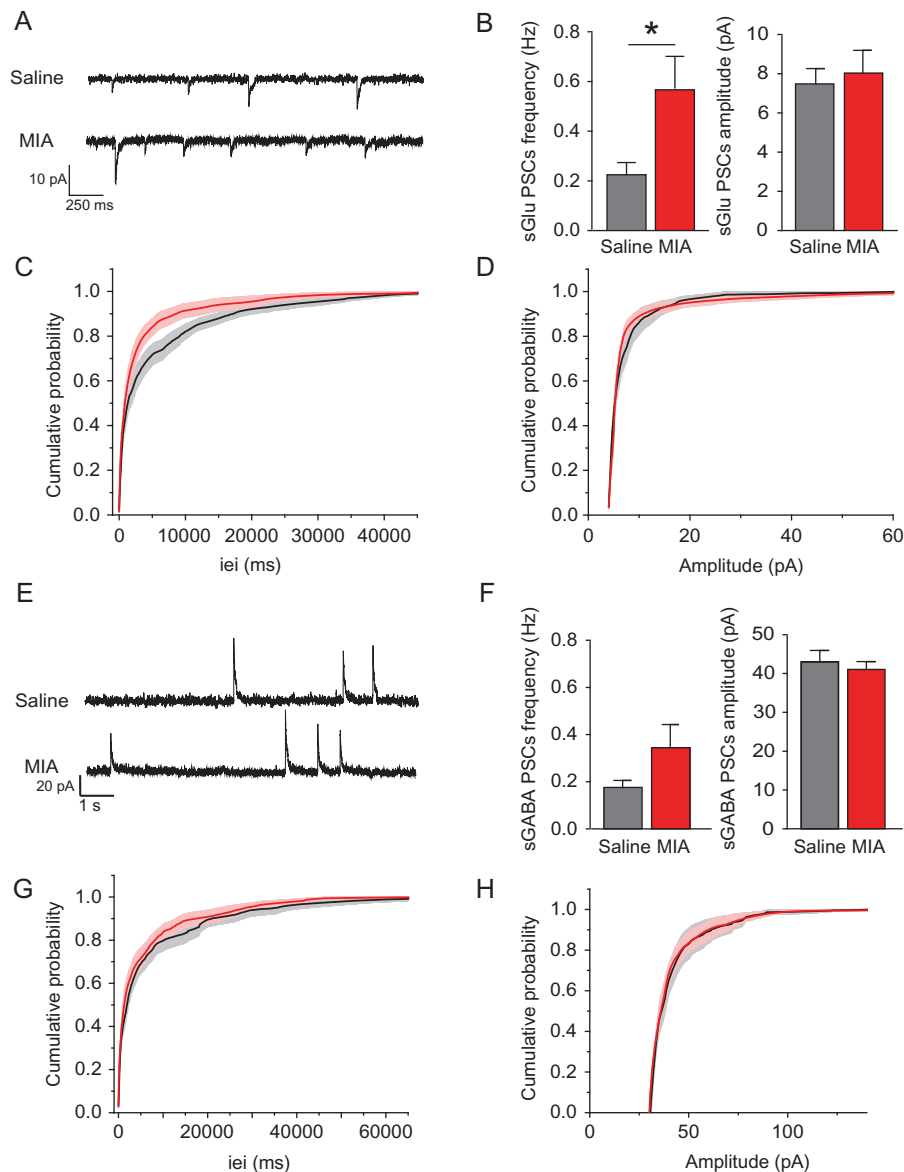 A
Saline
MIA
10 pA
250 ms
B
sGlu PSCs frequency (Hz)
0.8
0.6
0.4
0.2
0.0
*
Saline MIA
sGlu PSCs amplitude (pA)
10
8
6
4
2
0
Saline MIA
C
Cumulative probability
1.0
0.8
0.6
0.4
0.2
0.0
0 10000 20000 30000 40000
iei (ms)
D
Cumulative probability
1.0
0.8
0.6
0.4
0.2
0.0
0 20 40 60
Amplitude (pA)
E
Saline
MIA
20 pA
1 s
F
sGABA PSCs frequency (Hz)
0.8
0.6
0.4
0.2
0.0
Saline MIA
sGABA PSCs amplitude (pA)
50
40
30
20
10
0
Saline MIA
G
Cumulative probability
1.0
0.8
0.6
0.4
0.2
0.0
0 20000 40000 60000
iei (ms)
H
Cumulative probability
1.0
0.8
0.6
0.4
0.2
0.0
0 50 100
Amplitude (pA)